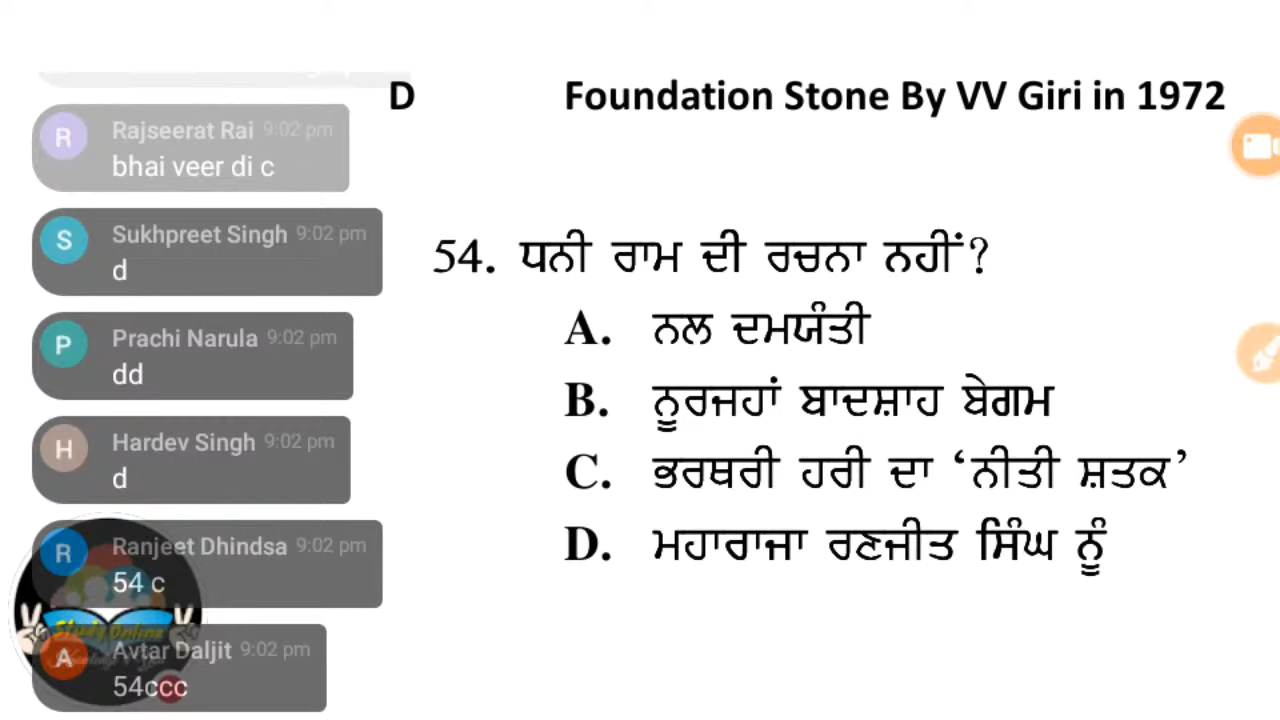 D Foundation Stone By VV Giri in 1972
R Rajseerat Rai 9:02 pm
bhai veer di c
S Sukhpreet Singh 9:02 pm
d
P Prachi Narula 9:02 pm
dd
H Hardev Singh 9:02 pm
d
R Ranjeet Dhindsa 9:02 pm
54 c
A Avtar Daljit 9:02 pm
54ccc
Study Online
54. ਧਨੀ ਰਾਮ ਦੀ ਰਚਨਾ ਨਹੀਂ?
A. ਨਲ ਦਮਯੰਤੀ
B. ਨੂਰਜਹਾਂ ਬਾਦਸ਼ਾਹ ਬੇਗਮ
C. ਭਰਥਰੀ ਹਰੀ ਦਾ ‘ਨੀਤੀ ਸ਼ਤਕ’
D. ਮਹਾਰਾਜਾ ਰਣਜੀਤ ਸਿੰਘ ਨੂੰ